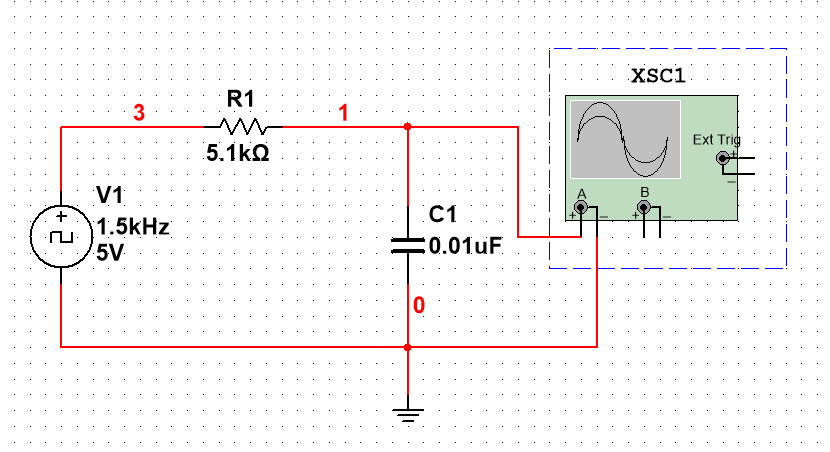 XSC1
R1
3
1
Ext Trig
+
5.1kΩ
–
V1
A
B
+
1.5kHz
C1
+
–
+
–
5V
0.01uF
0